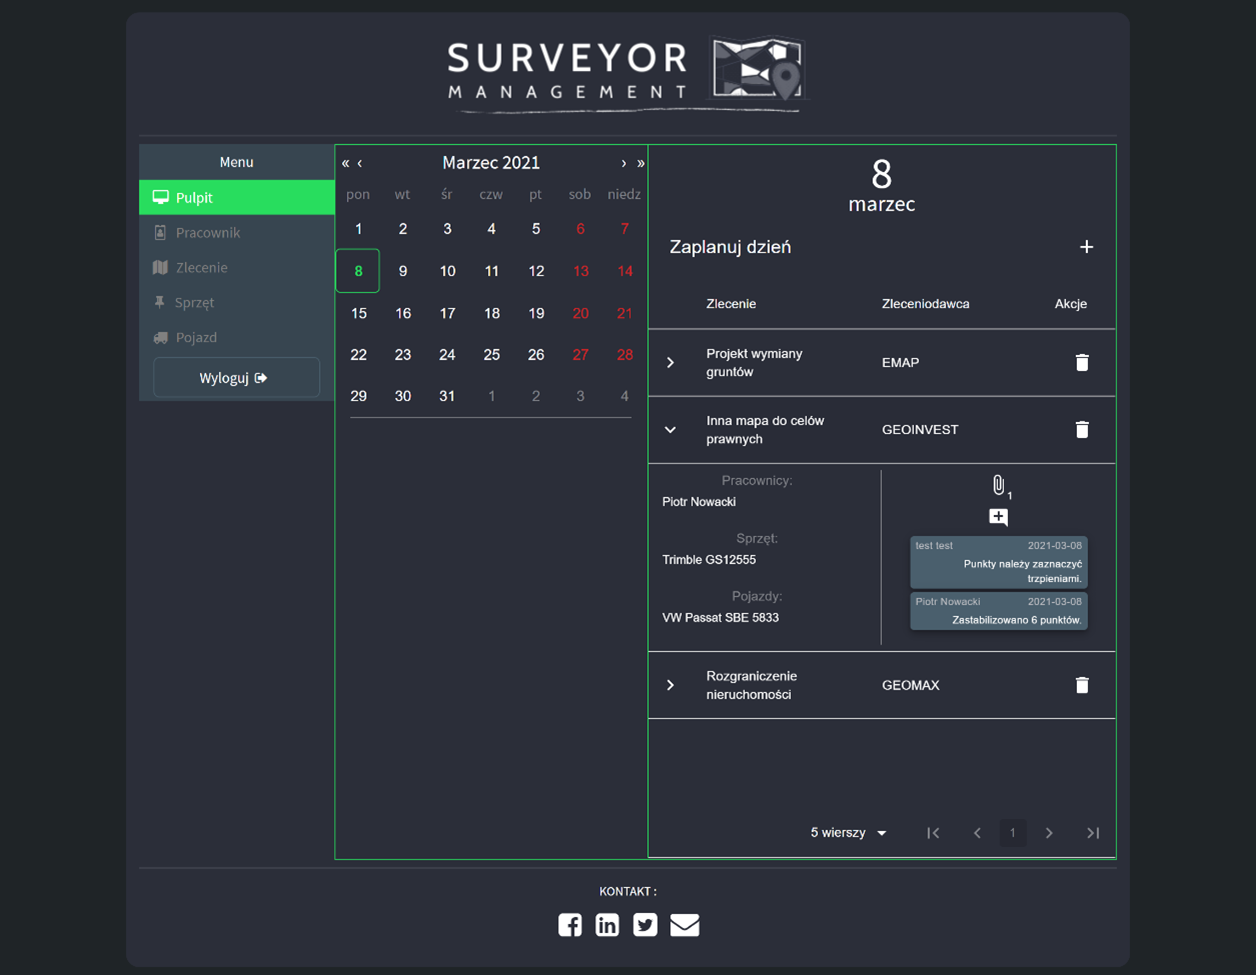 SURVEYOR
MANAGEMENT
Menu
Pulpit
Pracownik
Zlecenie
Sprzęt
Pojazd
Wyloguj
« ‹ Marzec 2021 › »
pon wt śr czw pt sob niedz
1 2 3 4 5 6 7
8 9 10 11 12 13 14
15 16 17 18 19 20 21
22 23 24 25 26 27 28
29 30 31 1 2 3 4
8
marzec
Zaplanuj dzień +
Zlecenie Zleceniodawca Akcje
Projekt wymiany
gruntów
EMAP
Inna mapa do celów
prawnych
GEOINVEST
Pracownicy:
Piotr Nowacki
Sprzęt:
Trimble GS12555
Pojazdy:
VW Passat SBE 5833
1
test test 2021-03-08
Punkty należy zaznaczyć
trzpieniami.
Piotr Nowacki 2021-03-08
Zastabilizowano 6 punktów.
Rozgraniczenie
nieruchomości
GEOMAX
5 wierszy 1
KONTAKT :